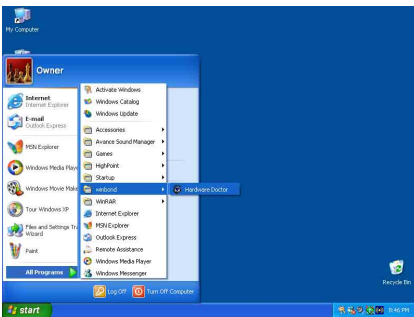 My Computer
Owner
Internet
Internet Explorer
E-mail
Outlook Express
MSN Explorer
Windows Media Playe
Windows Movie Make
Tour Windows XP
Files and Settings Tra
Wizard
Paint
All Programs
Activate Windows
Windows Catalog
Windows Update
Accessories
Avance Sound Manager
Games
HighPoint
Startup
winbond
WinRAR
Internet Explorer
MSN Explorer
Outlook Express
Remote Assistance
Windows Media Player
Windows Messenger
Hardware Doctor
Log Off
Turn Off Computer
Recycle Bin
start
8:46 PM